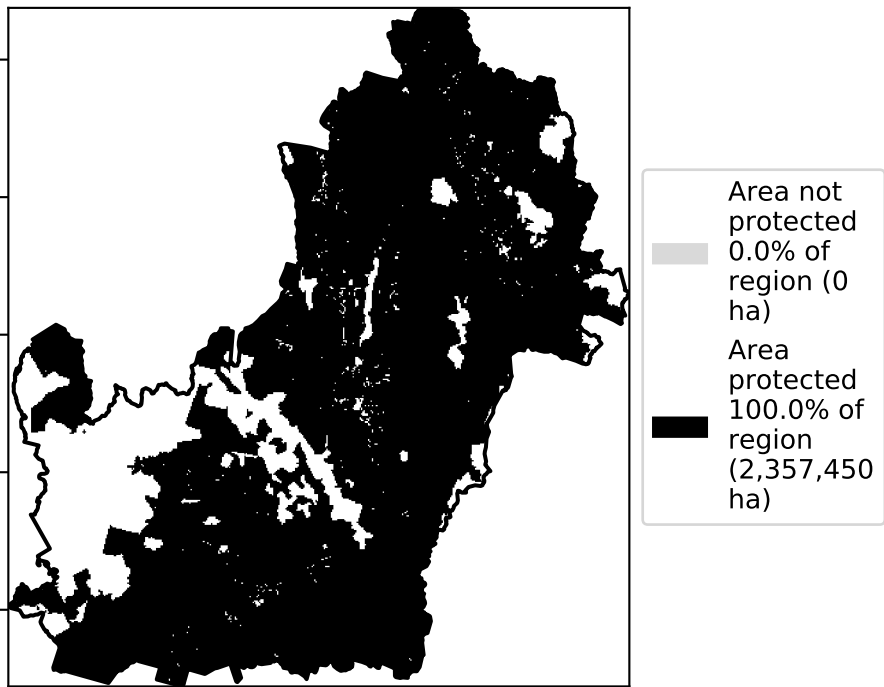 Area not
protected
0.0% of
region (0
ha)
Area
protected
100.0% of
region
(2,357,450
ha)